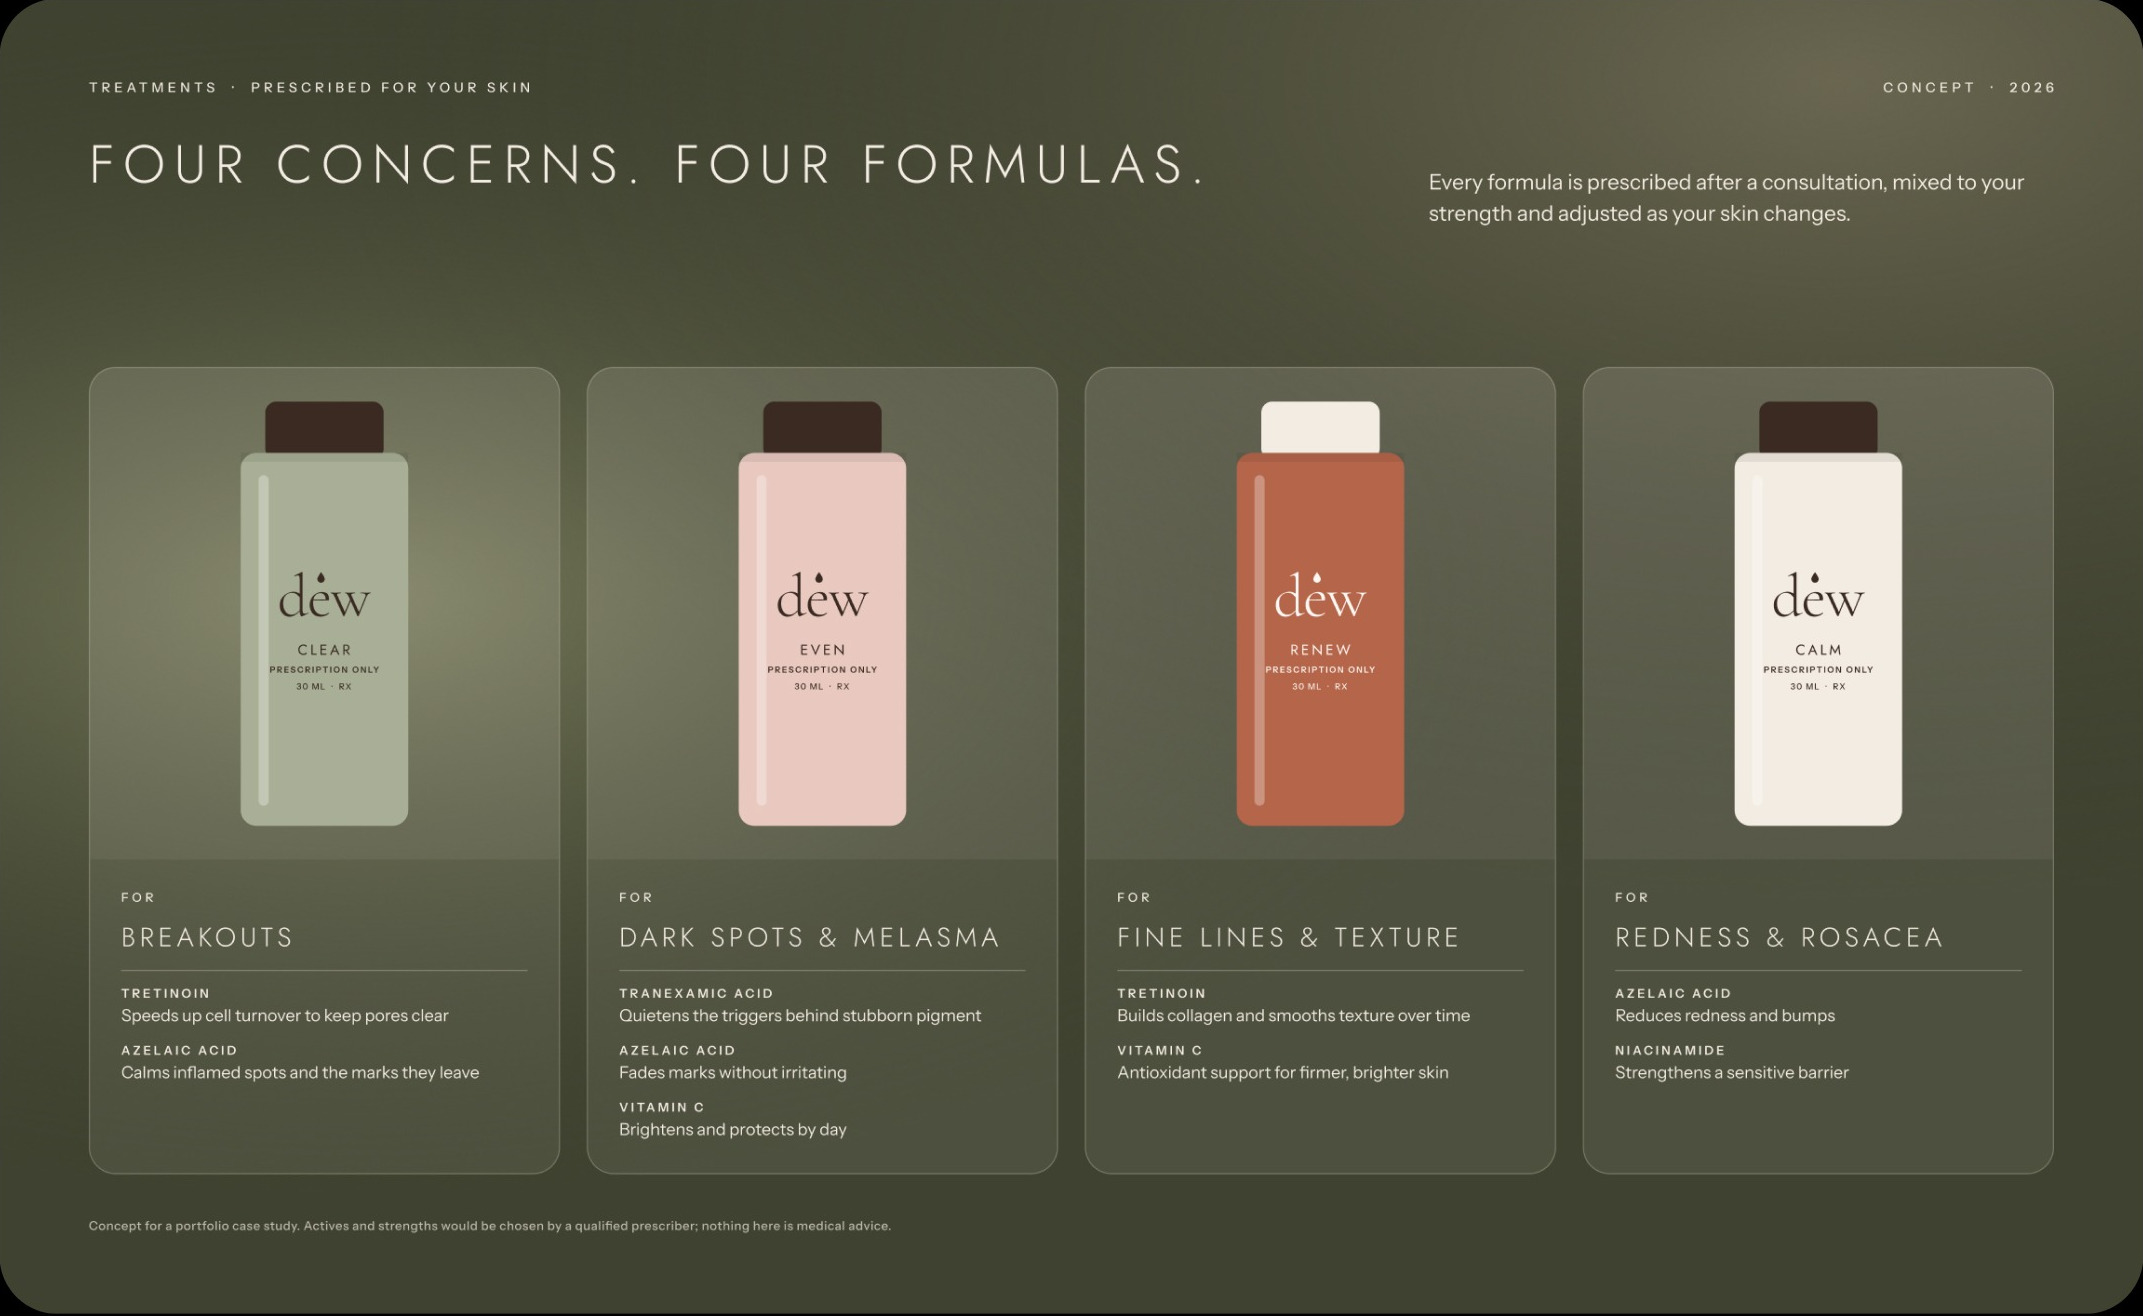 TREATMENTS · PRESCRIBED FOR YOUR SKIN
CONCEPT · 2026
FOUR CONCERNS. FOUR FORMULAS.
Every formula is prescribed after a consultation, mixed to your
strength and adjusted as your skin changes.
dew
CLEAR
PRESCRIPTION ONLY
30 ML · RX
FOR
BREAKOUTS
TRETINOIN
Speeds up cell turnover to keep pores clear
AZELAIC ACID
Calms inflamed spots and the marks they leave
dew
EVEN
PRESCRIPTION ONLY
30 ML · RX
FOR
DARK SPOTS & MELASMA
TRANEXAMIC ACID
Quietens the triggers behind stubborn pigment
AZELAIC ACID
Fades marks without irritating
VITAMIN C
Brightens and protects by day
dew
RENEW
PRESCRIPTION ONLY
30 ML · RX
FOR
FINE LINES & TEXTURE
TRETINOIN
Builds collagen and smooths texture over time
VITAMIN C
Antioxidant support for firmer, brighter skin
dew
CALM
PRESCRIPTION ONLY
30 ML · RX
FOR
REDNESS & ROSACEA
AZELAIC ACID
Reduces redness and bumps
NIACINAMIDE
Strengthens a sensitive barrier
Concept for a portfolio case study. Actives and strengths would be chosen by a qualified prescriber; nothing here is medical advice.